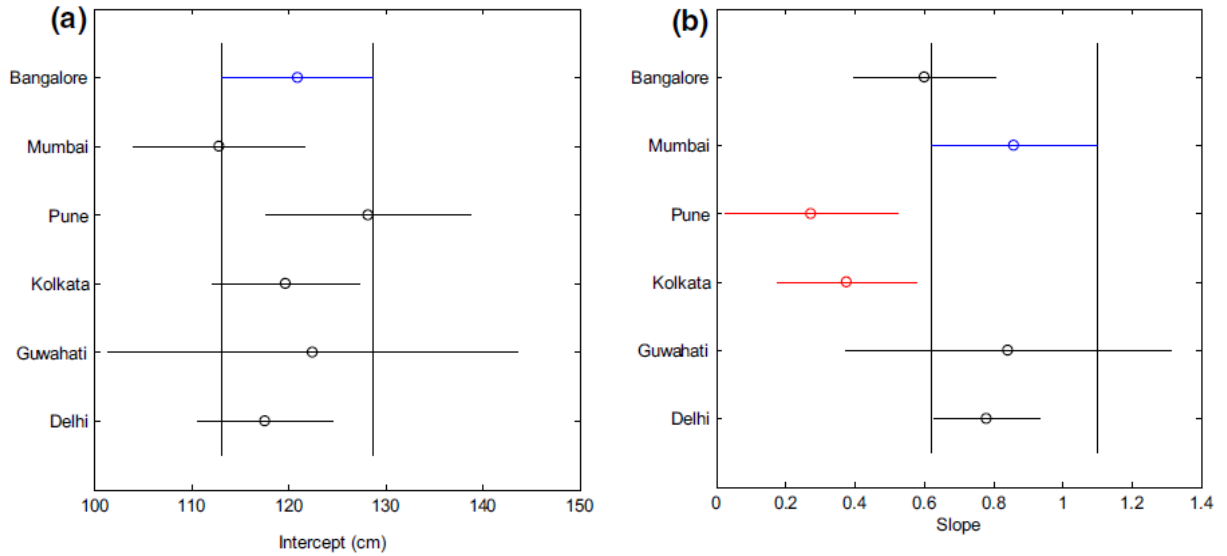 (a)
Bangalore
Mumbai
Pune
Kolkata
Guwahati
Delhi
100 110 120 130 140 150
Intercept (cm)
(b)
Bangalore
Mumbai
Pune
Kolkata
Guwahati
Delhi
0 0.2 0.4 0.6 0.8 1 1.2 1.4
Slope